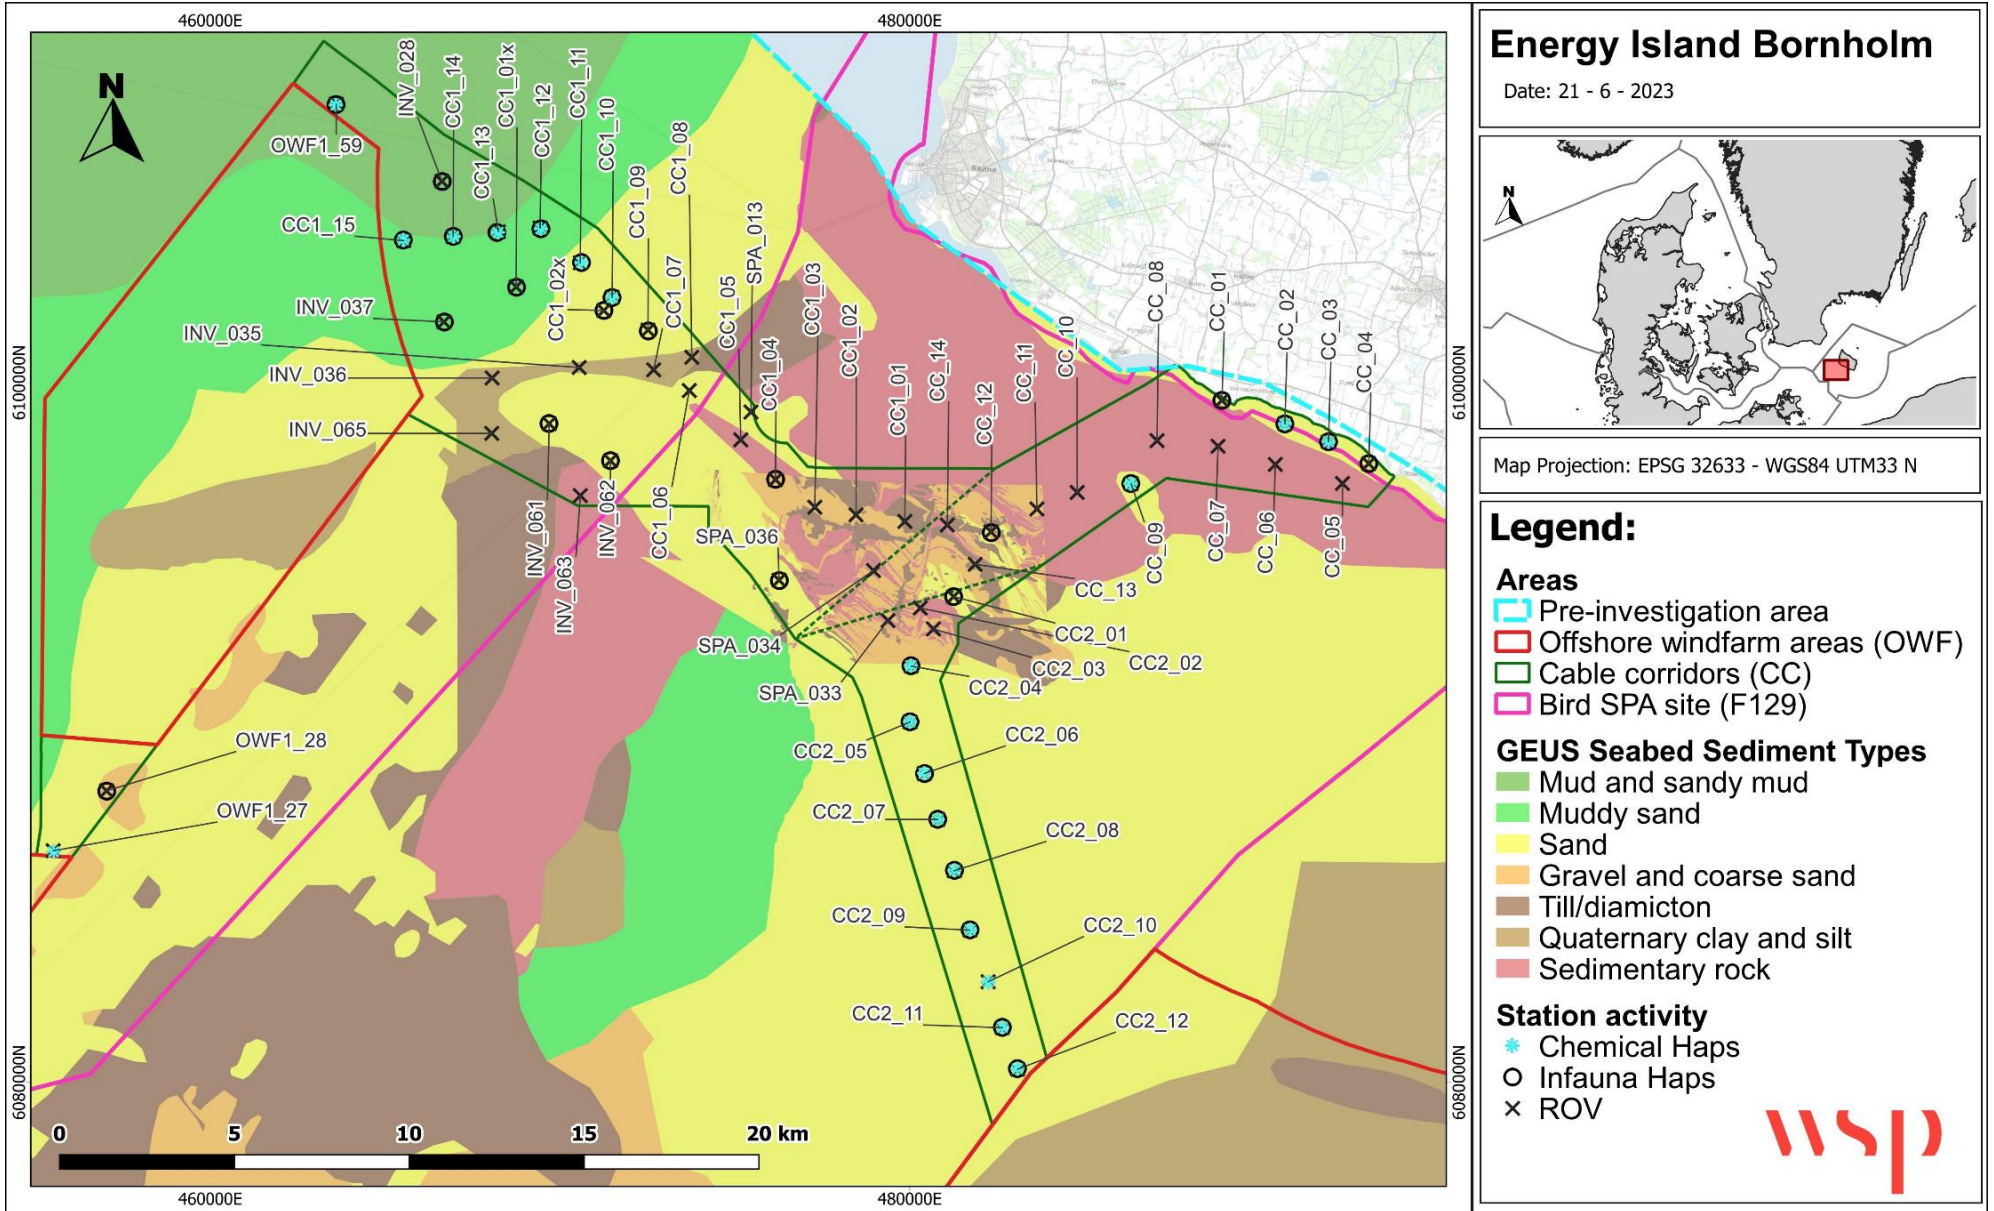 460000E
480000E
6100000N
6080000N
6100000N
6080000N
460000E
480000E
N
INV_028
CC1_14
CC1_13
CC1_01x
CC1_12
CC1_11
CC1_10
CC1_09
CC1_08
OWF1_59
CC1_15
INV_037
INV_035
INV_036
INV_065
CC1_02x
CC1_07
CC1_05
SPA_013
CC1_04
CC1_03
CC1_02
CC1_01
CC_14
CC_12
CC_11
CC_10
CC_08
CC_01
CC_02
CC_03
CC_04
Rønne
INV_061
INV_063
INV_062
CC1_06
SPA_036
CC_09
CC_07
CC_06
CC_05
CC_13
SPA_034
SPA_033
CC2_01
CC2_02
CC2_03
CC2_04
CC2_05
CC2_06
CC2_07
CC2_08
CC2_09
CC2_10
CC2_11
CC2_12
OWF1_28
OWF1_27
0 5 10 15 20 km
Energy Island Bornholm
Date: 21 - 6 - 2023
N
Map Projection: EPSG 32633 - WGS84 UTM33 N
Legend:
Areas
Pre-investigation area
Offshore windfarm areas (OWF)
Cable corridors (CC)
Bird SPA site (F129)
GEUS Seabed Sediment Types
Mud and sandy mud
Muddy sand
Sand
Gravel and coarse sand
Till/diamicton
Quaternary clay and silt
Sedimentary rock
Station activity
Chemical Haps
Infauna Haps
ROV
wsp